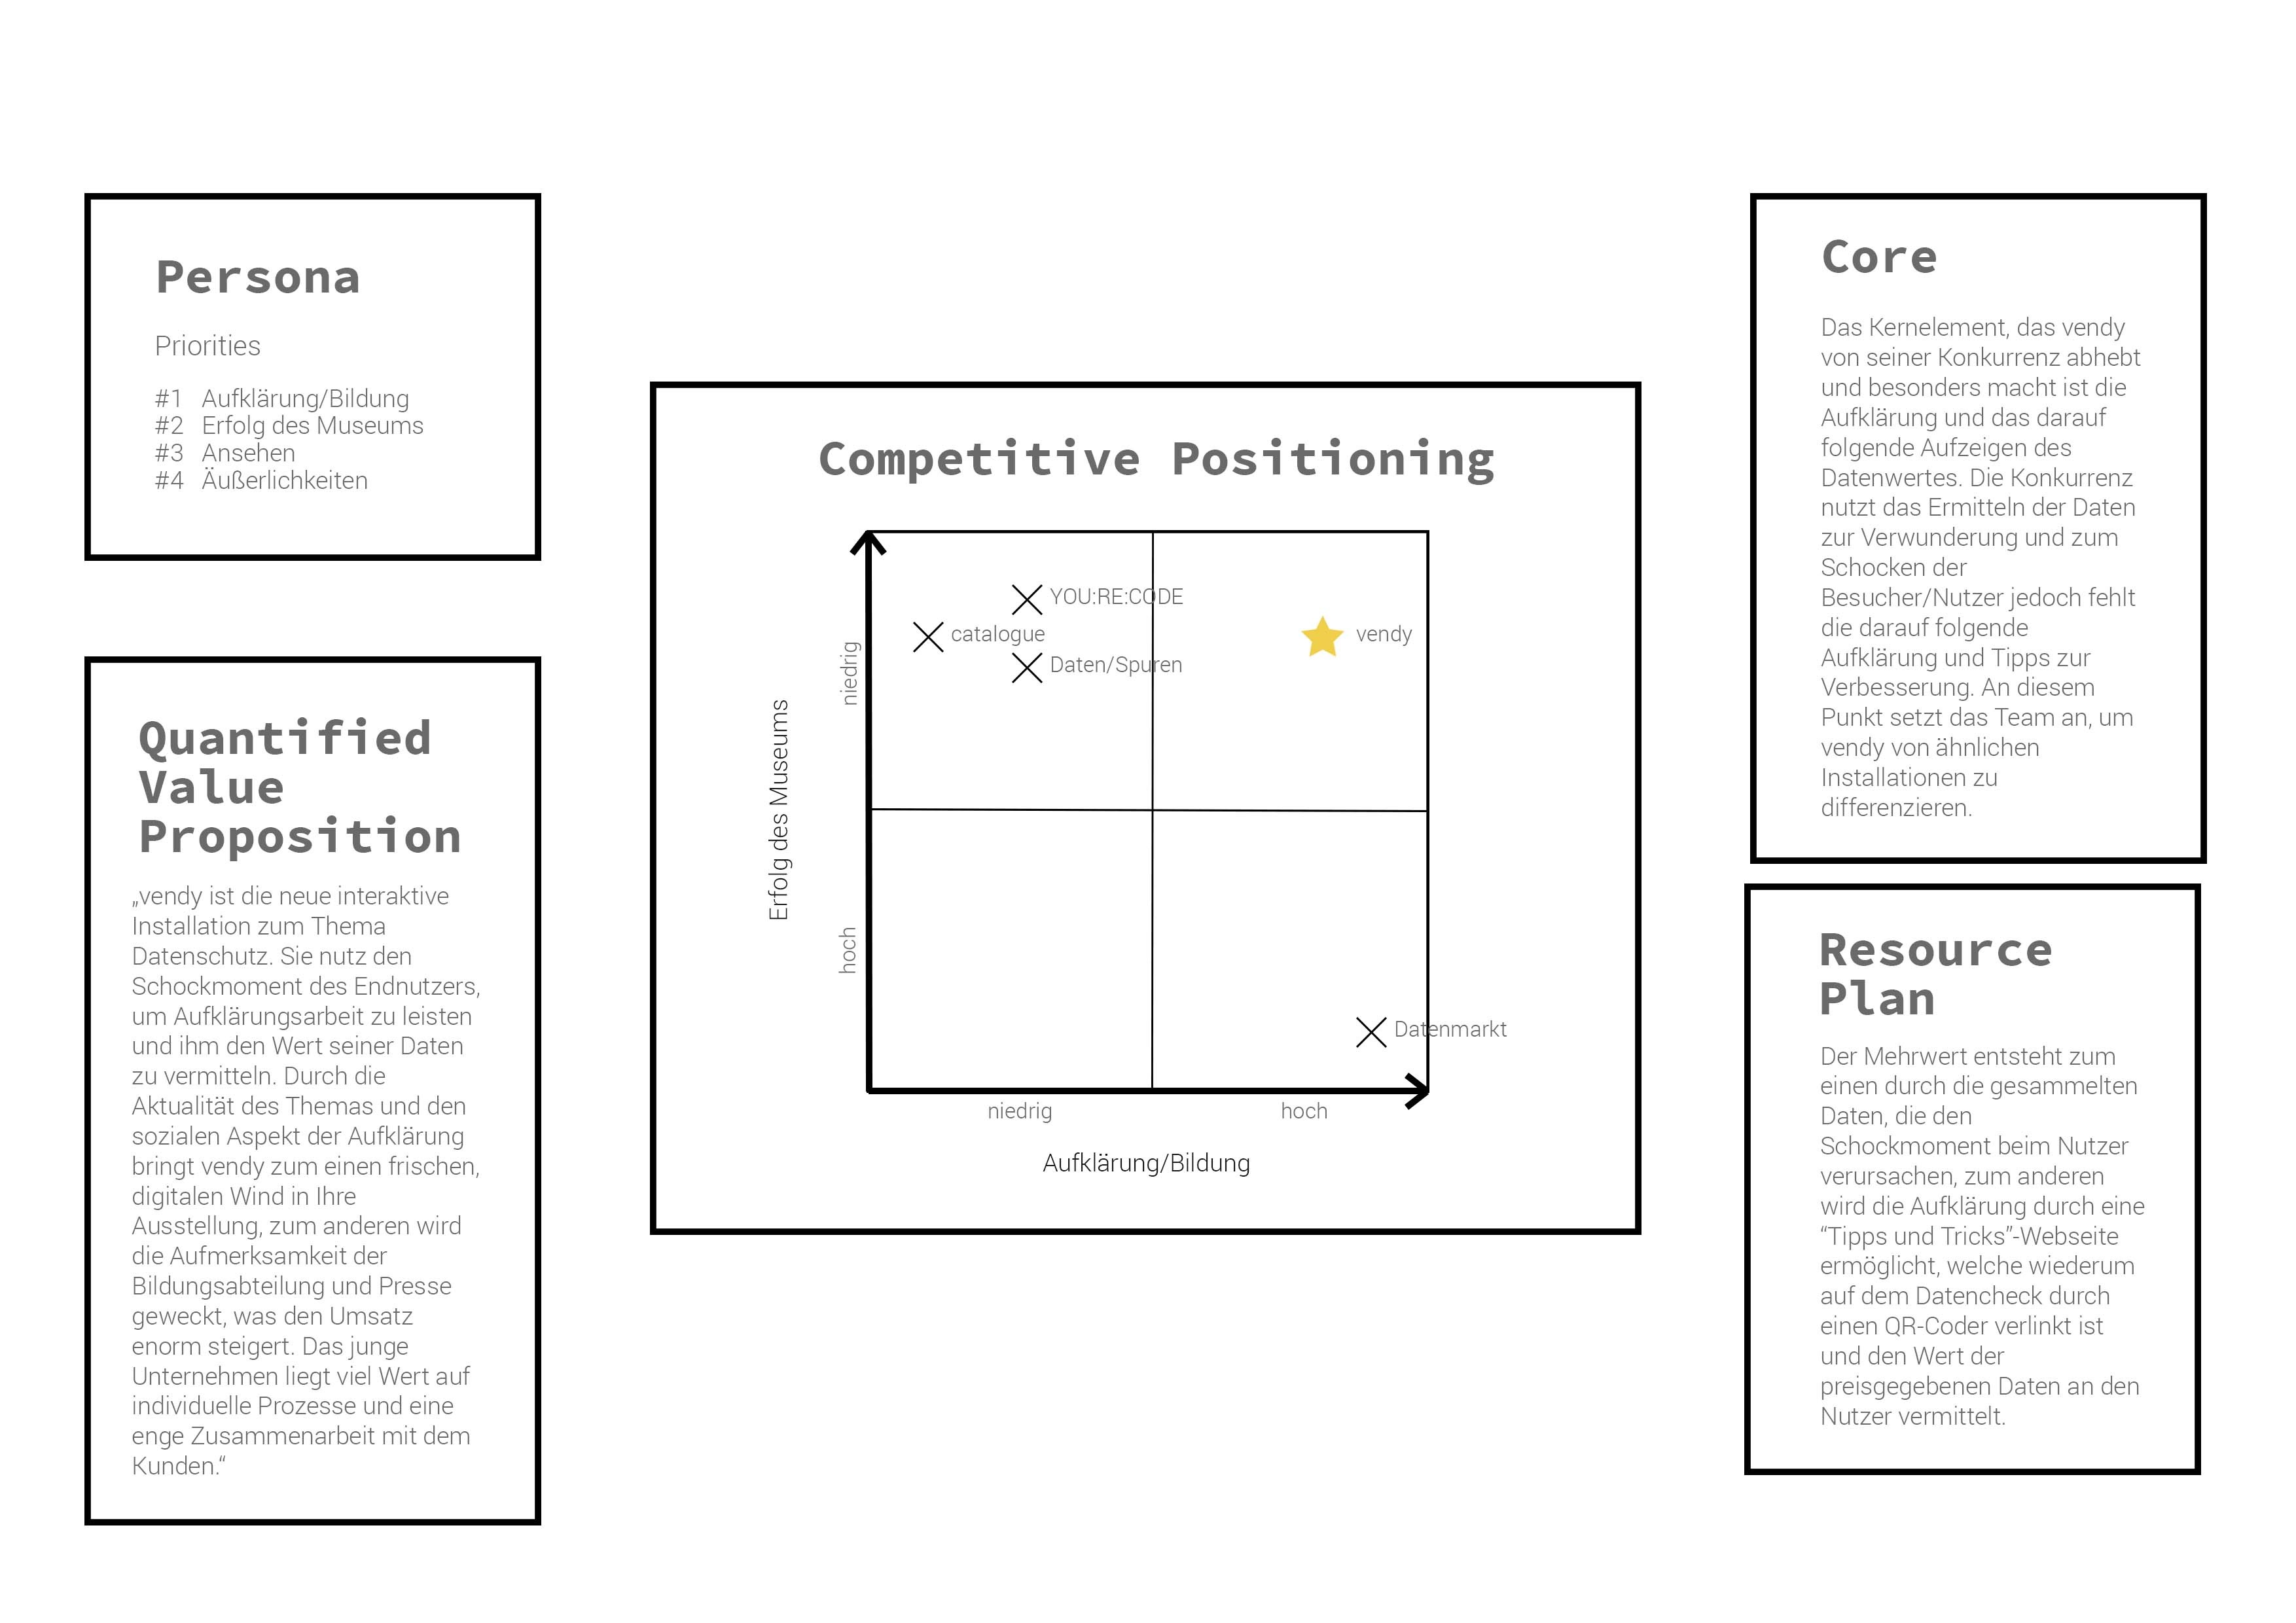 Persona
Priorities
#1 Aufklärung/Bildung
#2 Erfolg des Museums
#3 Ansehen
#4 Äußerlichkeiten
Quantified
Value
Proposition
„vendy ist die neue interaktive
Installation zum Thema
Datenschutz. Sie nutz den
Schockmoment des Endnutzers,
um Aufklärungsarbeit zu leisten
und ihm den Wert seiner Daten
zu vermitteln. Durch die
Aktualität des Themas und den
sozialen Aspekt der Aufklärung
bringt vendy zum einen frischen,
digitalen Wind in Ihre
Ausstellung, zum anderen wird
die Aufmerksamkeit der
Bildungsabteilung und Presse
geweckt, was den Umsatz
enorm steigert. Das junge
Unternehmen liegt viel Wert auf
individuelle Prozesse und eine
enge Zusammenarbeit mit dem
Kunden.“
Competitive Positioning
YOU:RE:CODE
catalogue
Daten/Spuren
vendy
niedrig
Erfolg des Museums
hoch
Datenmarkt
niedrig
hoch
Aufklärung/Bildung
Core
Das Kernelement, das vendy
von seiner Konkurrenz abhebt
und besonders macht ist die
Aufklärung und das darauf
folgende Aufzeigen des
Datenwertes. Die Konkurrenz
nutzt das Ermitteln der Daten
zur Verwunderung und zum
Schocken der
Besucher/Nutzer jedoch fehlt
die darauf folgende
Aufklärung und Tipps zur
Verbesserung. An diesem
Punkt setzt das Team an, um
vendy von ähnlichen
Installationen zu
differenzieren.
Resource
Plan
Der Mehrwert entsteht zum
einen durch die gesammelten
Daten, die den
Schockmoment beim Nutzer
verursachen, zum anderen
wird die Aufklärung durch eine
“Tipps und Tricks”-Webseite
ermöglicht, welche wiederum
auf dem Datencheck durch
einen QR-Coder verlinkt ist
und den Wert der
preisgegebenen Daten an den
Nutzer vermittelt.